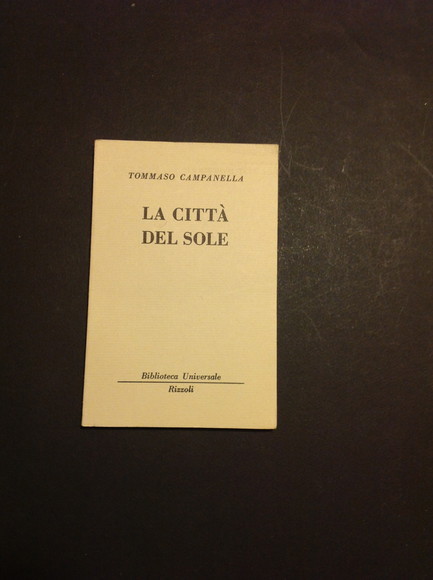 TOMMASO CAMPANELLA
LA CITTÀ
DEL SOLE
Biblioteca Universale
Rizzoli